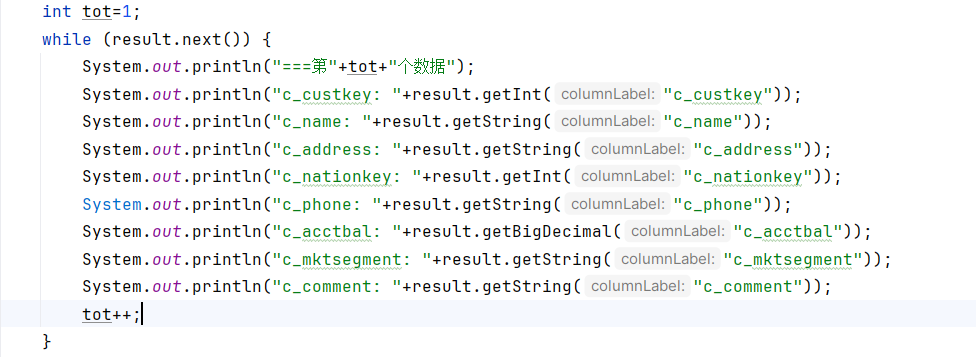 int tot=1;
while (result.next()) {
System.out.println("===第"+tot+"个数据");
System.out.println("c_custkey: "+result.getInt( columnLabel: "c_custkey"));
System.out.println("c_name: "+result.getString( columnLabel: "c_name"));
System.out.println("c_address: "+result.getString( columnLabel: "c_address"));
System.out.println("c_nationkey: "+result.getInt( columnLabel: "c_nationkey"));
System.out.println("c_phone: "+result.getString( columnLabel: "c_phone"));
System.out.println("c_acctbal: "+result.getBigDecimal( columnLabel: "c_acctbal"));
System.out.println("c_mktsegment: "+result.getString( columnLabel: "c_mktsegment"));
System.out.println("c_comment: "+result.getString( columnLabel: "c_comment"));
tot++;
}